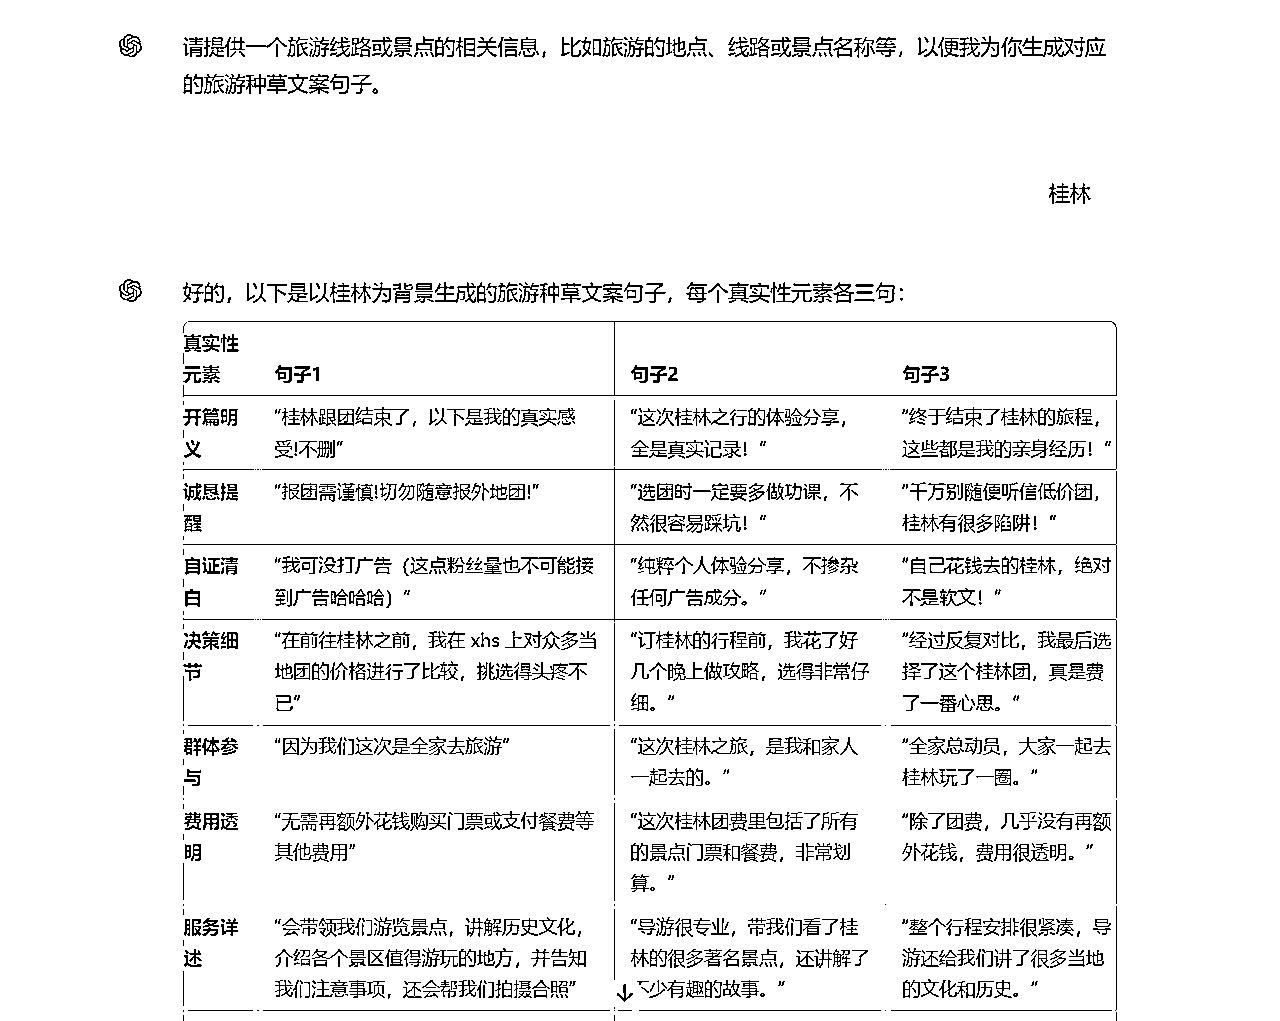 请提供一个旅游线路或景点的相关信息，比如旅游的地点、线路或景点名称等，以便我为你生成对应
的旅游种草文案句子。
桂林
好的，以下是以桂林为背景生成的旅游种草文案句子，每个真实性元素各三句：
真实性
元素 句子1 句子2 句子3
开篇明 “桂林跟团结束了，以下是我的真实感 “这次桂林之行的体验分享， “终于结束了桂林的旅程，
义 受!不删” 全是真实记录！” 这些都是我的亲身经历！”
诚恳提 “报团需谨慎!切勿随意报外地团!” “选团时一定要多做功课，不 “千万别随便听信低价团，
醒 然很容易踩坑！” 桂林有很多陷阱！”
自证清 “我可没打广告（这点粉丝量也不可能接 “纯粹个人体验分享，不掺杂 “自己花钱去的桂林，绝对
白 到广告哈哈哈）” 任何广告成分。” 不是软文！”
决策细 “在前往桂林之前，我在 xhs 上对众多当 “订桂林的行程前，我花了好 “经过反复对比，我最后选
节 地团的价格进行了比较，挑选得头疼不 几个晚上做攻略，选得非常仔 择了这个桂林团，真是费
已” 细。” 了一番心思。”
群体参 “因为我们这次是全家去旅游” “这次桂林之旅，是我和家人 “全家总动员，大家一起去
与 一起去的。” 桂林玩了一圈。”
费用透 “无需再额外花钱购买门票或支付餐费等 “这次桂林团费里包括了所有 “除了团费，几乎没有再额
明 其他费用” 的景点门票和餐费，非常划 外花钱，费用很透明。”
算。”
服务详 “会带领我们游览景点，讲解历史文化， “导游很专业，带我们看了桂 “整个行程安排很紧凑，导
述 介绍各个景区值得游玩的地方，并告知 林的很多著名景点，还讲解了 游还给我们讲了很多当地
我们注意事项，还会帮我们拍摄合照” 少有趣的故事。” 的文化和历史。”